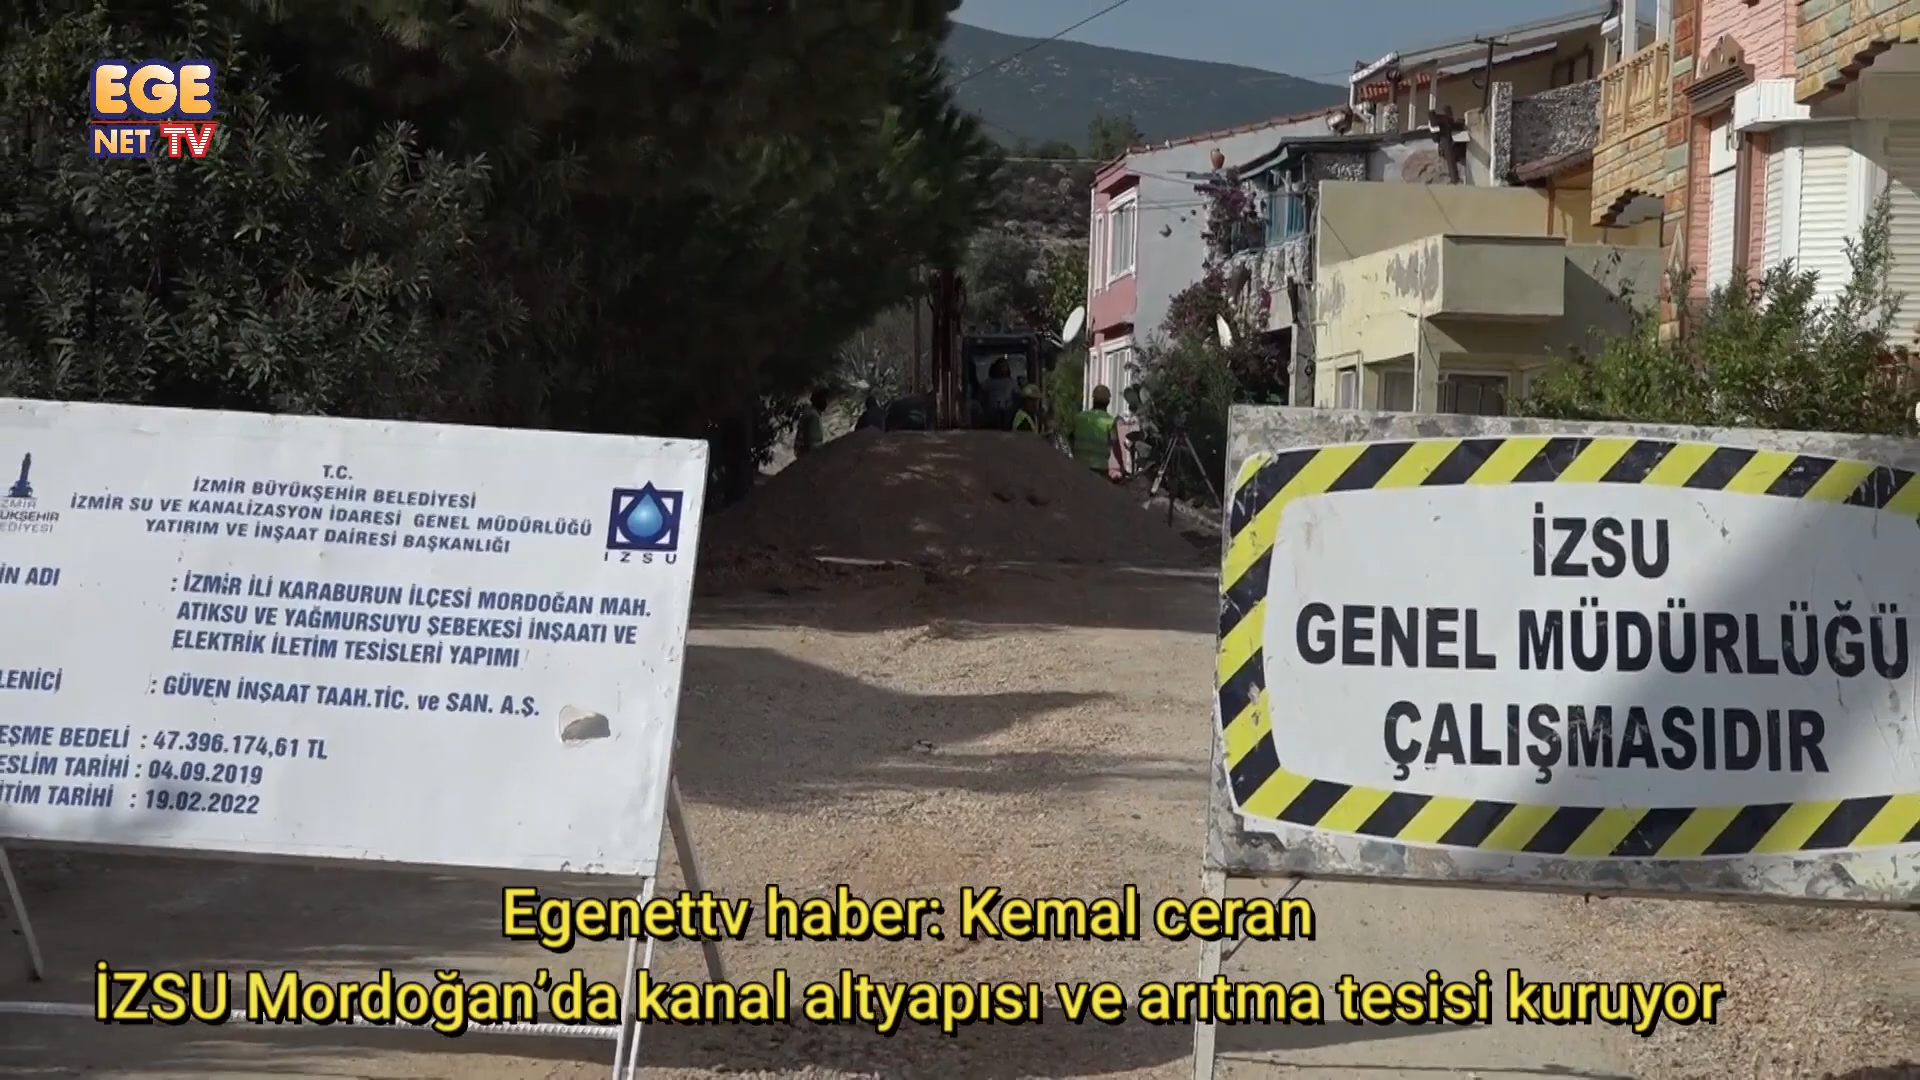 EGE
NET TV
T.C.
İZMİR BÜYÜKŞEHİR BELEDİYESİ
İZMİR SU VE KANALİZASYON İDARESİ GENEL MÜDÜRLÜĞÜ
YATIRIM VE İNŞAAT DAİRESİ BAŞKANLIĞI
İZSU
İN ADI : İZMİR İLİ KARABURUN İLÇESİ MORDOĞAN MAH.
ATIKSU VE YAĞMURSUYU ŞEBEKESİ İNŞAATI VE
ELEKTRİK İLETİM TESİSLERİ YAPIMI
LENİCİ : GÜVEN İNŞAAT TAAH.TİC. ve SAN. A.Ş.
EŞME BEDELİ : 47.396.174,61 TL
ESLİM TARİHİ : 04.09.2019
İTİM TARİHİ : 19.02.2022
İZSU
GENEL MÜDÜRLÜĞÜ
ÇALIŞMASIDIR
Egenettv haber: Kemal ceran
İZSU Mordoğan’da kanal altyapısı ve arıtma tesisi kuruyor